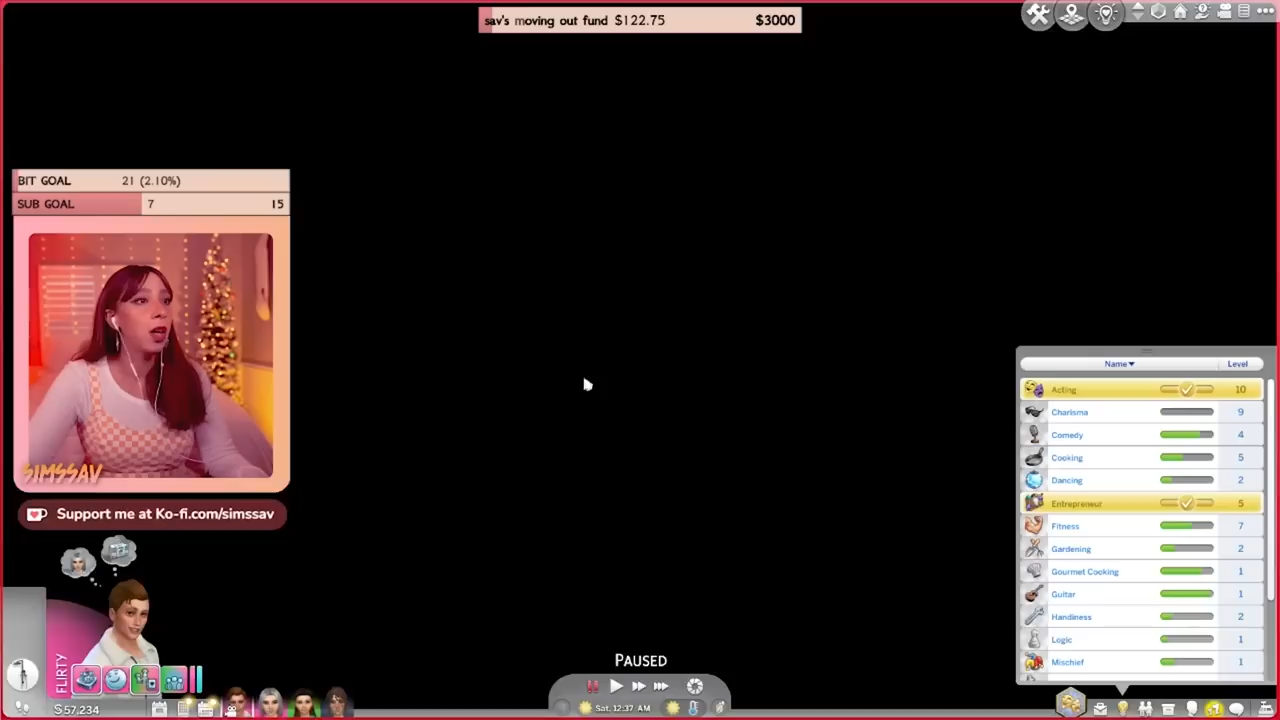 sav's moving out fund $122.75 $3000
BIT GOAL 21 (2.10%)
SUB GOAL 7 15
SIMSSAV
Support me at Ko-fi.com/simssav
FLIRTY
§57,234
PAUSED
Sat. 12:37 AM
Name Level
Acting 10
Charisma 9
Comedy 4
Cooking 5
Dancing 2
Entrepreneur 5
Fitness 7
Gardening 2
Gourmet Cooking 1
Guitar 1
Handiness 2
Logic 1
Mischief 1